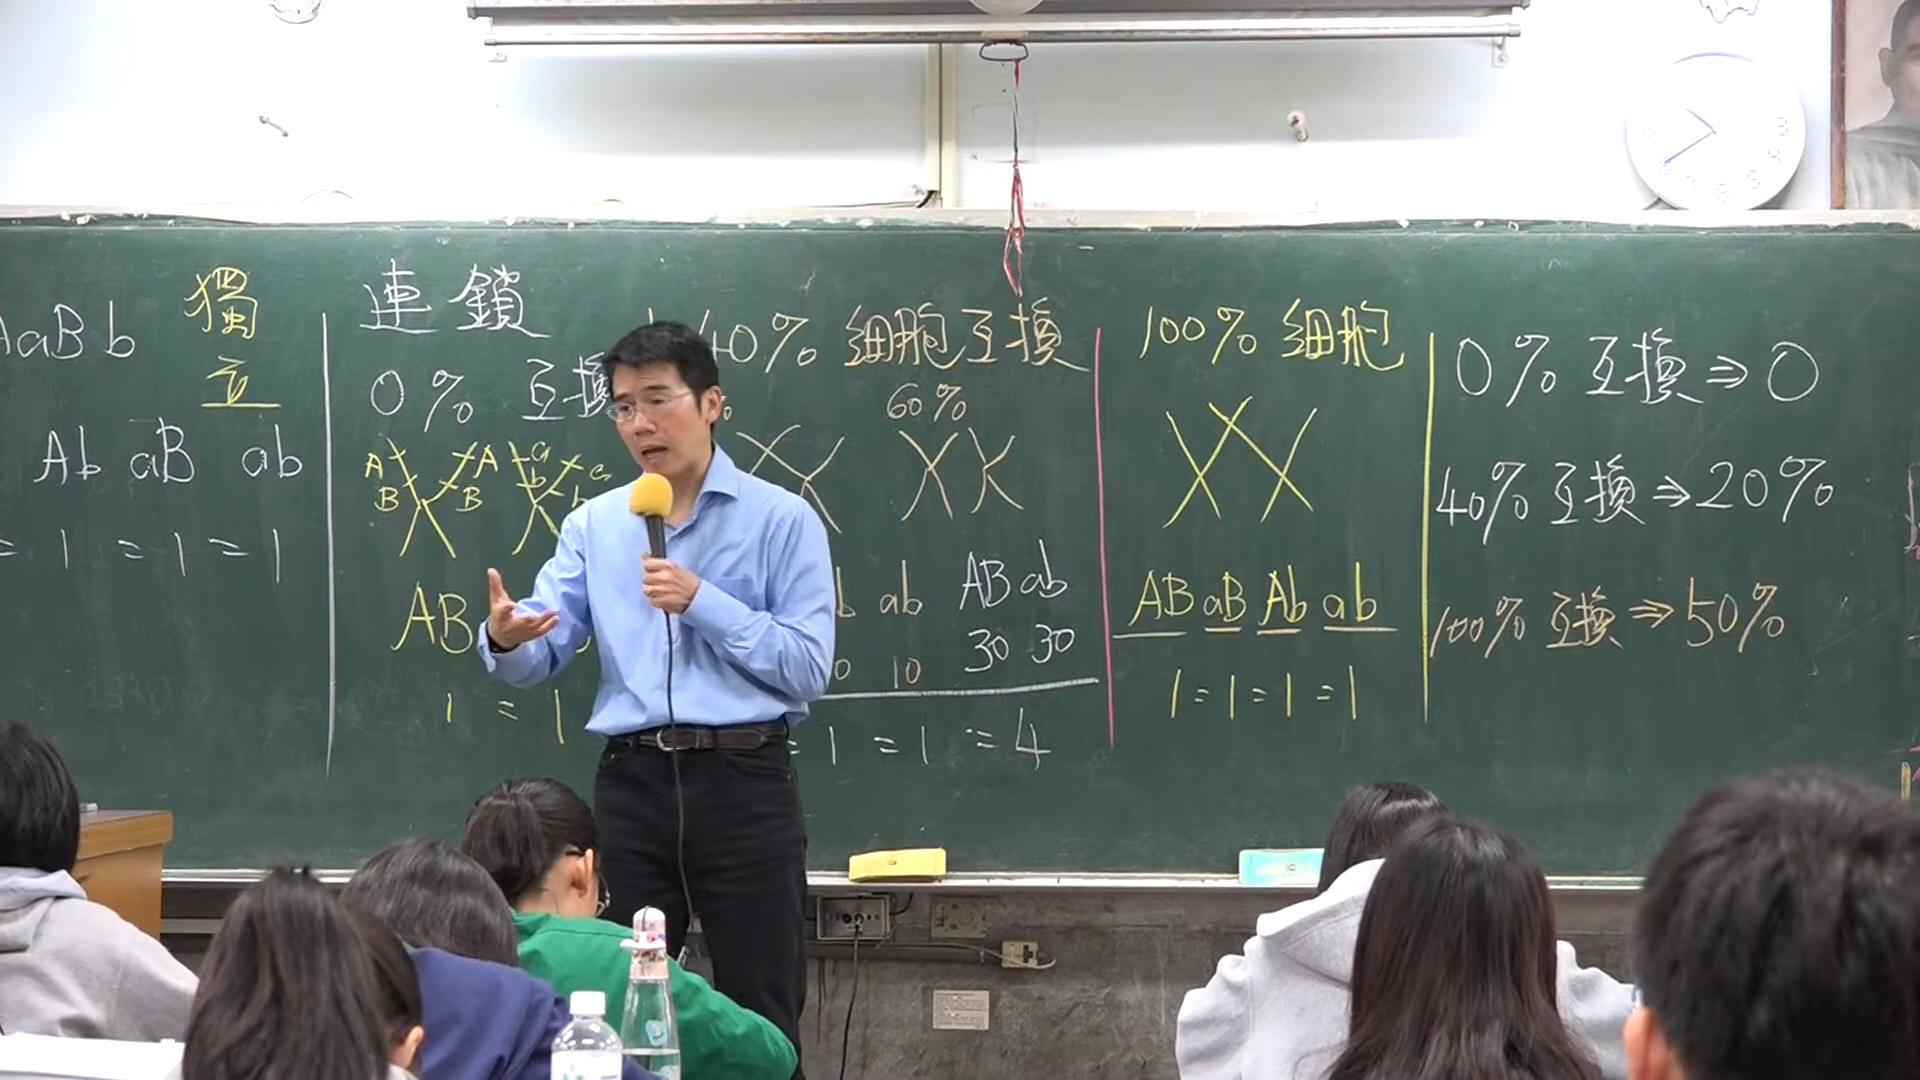 AaBb 獨
立
Ab aB ab
= 1 = 1 = 1
連鎖
0% 互換
A A a a
B B b b
AB
1 = 1
40% 細胞互換
60%
ab AB ab
10 30 30
= 1 = 1 = 4
100% 細胞
AB aB Ab ab
1 = 1 = 1 = 1
0% 互換 ⇒ 0
40% 互換 ⇒ 20%
100% 互換 ⇒ 50%